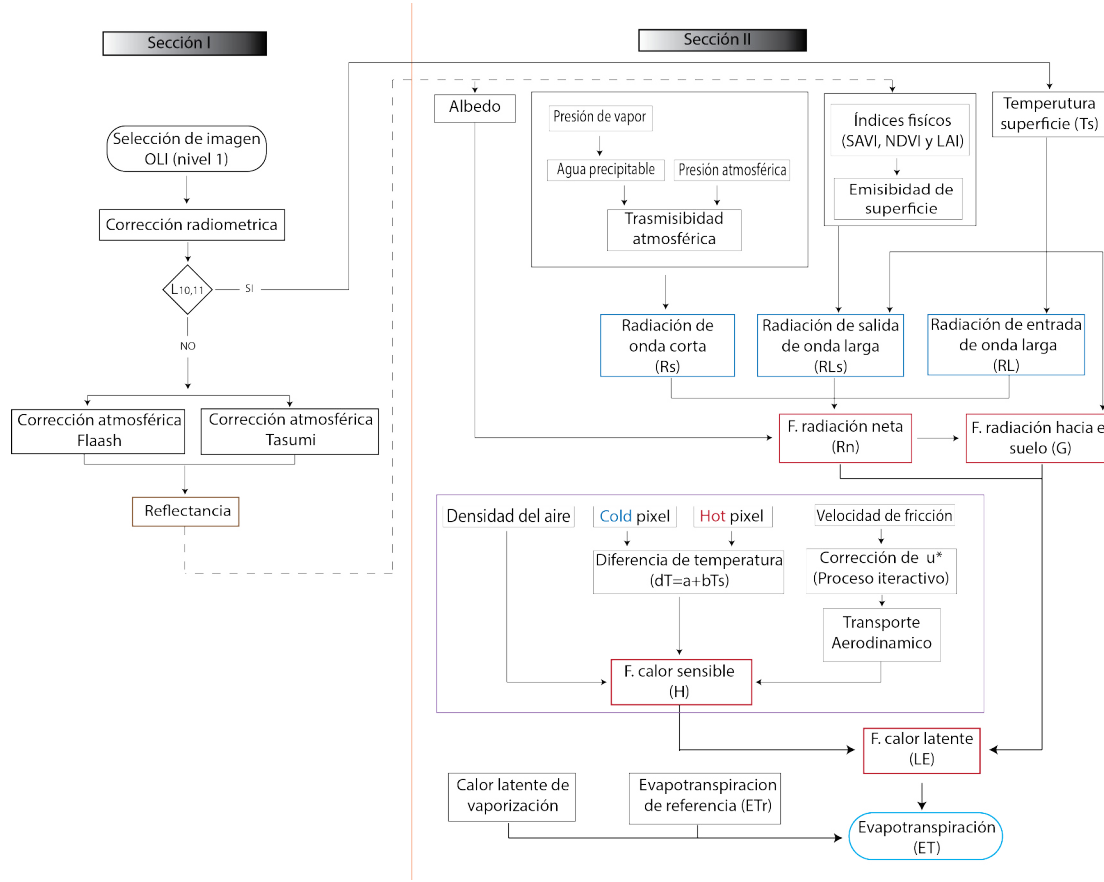 Sección I
Selección de imagen
OLI (nivel 1)
Corrección radiometrica
L10,11
SI
NO
Corrección atmosférica
Flaash
Corrección atmosférica
Tasumi
Reflectancia
Sección II
Albedo
Presión de vapor
Agua precipitable
Presión atmosférica
Trasmisibidad
atmosférica
Índices fisicos
(SAVI, NDVI y LAI)
Emisibidad de
superficie
Temperutura
superficie (Ts)
Radiación de
onda corta
(Rs)
Radiación de salida
de onda larga
(RLs)
Radiación de entrada
de onda larga
(RL)
F. radiación neta
(Rn)
F. radiación hacia e
suelo (G)
Densidad del aire
Cold pixel
Hot pixel
Velocidad de fricción
Diferencia de temperatura
(dT=a+bTs)
Corrección de u*
(Proceso iteractivo)
Transporte
Aerodinamico
F. calor sensible
(H)
F. calor latente
(LE)
Calor latente de
vaporización
Evapotranspiracion
de referencia (ETr)
Evapotranspiración
(ET)